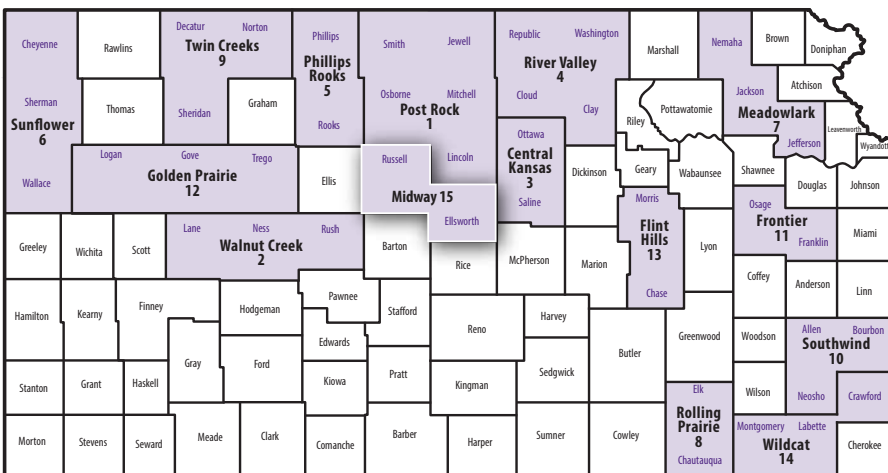 Cheyenne
Rawlins
Decatur
Norton
Twin Creeks
9
Phillips
Phillips
Rooks
5
Smith
Jewell
Republic
Washington
River Valley
4
Marshall
Nemaha
Brown
Doniphan
Sherman
Sunflower
6
Thomas
Sheridan
Graham
Rooks
Osborne
Mitchell
Post Rock
1
Cloud
Clay
Riley
Pottawatomie
Jackson
Meadowlark
7
Atchison
Jefferson
Leavenworth
Wyandott
Wallace
Logan
Gove
Trego
Golden Prairie
12
Ellis
Russell
Lincoln
Midway 15
Ellsworth
Ottawa
Central
Kansas
3
Saline
Dickinson
Geary
Wabaunsee
Shawnee
Douglas
Johnson
Morris
Flint
Hills
13
Chase
Osage
Frontier
11
Franklin
Miami
Greeley
Wichita
Scott
Lane
Ness
Rush
Walnut Creek
2
Barton
Rice
McPherson
Marion
Lyon
Coffey
Anderson
Linn
Hamilton
Kearny
Finney
Hodgeman
Pawnee
Stafford
Edwards
Reno
Harvey
Butler
Greenwood
Woodson
Allen
Bourbon
Southwind
10
Gray
Ford
Stanton
Grant
Haskell
Kiowa
Pratt
Kingman
Sedgwick
Elk
Rolling
Prairie
8
Chautauqua
Wilson
Neosho
Crawford
Morton
Stevens
Seward
Meade
Clark
Comanche
Barber
Harper
Sumner
Cowley
Montgomery
Labette
Wildcat
14
Cherokee